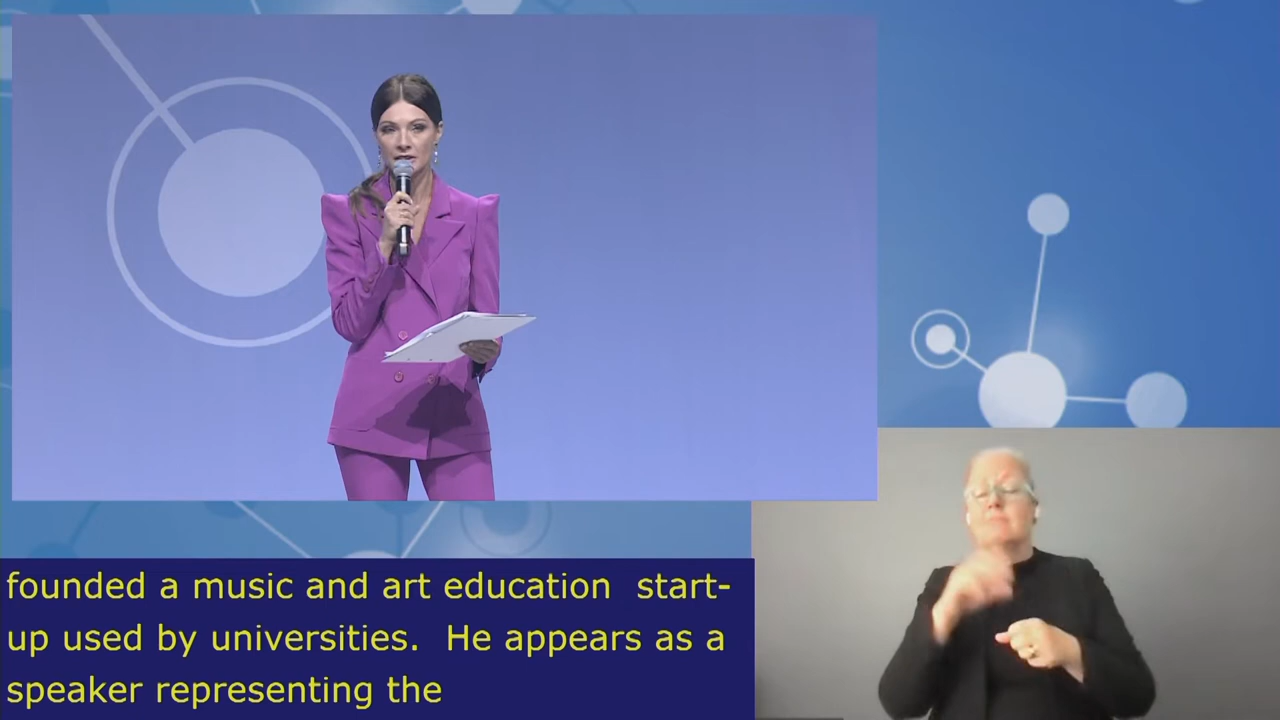 founded a music and art education  start-
up used by universities.  He appears as a
speaker representing the